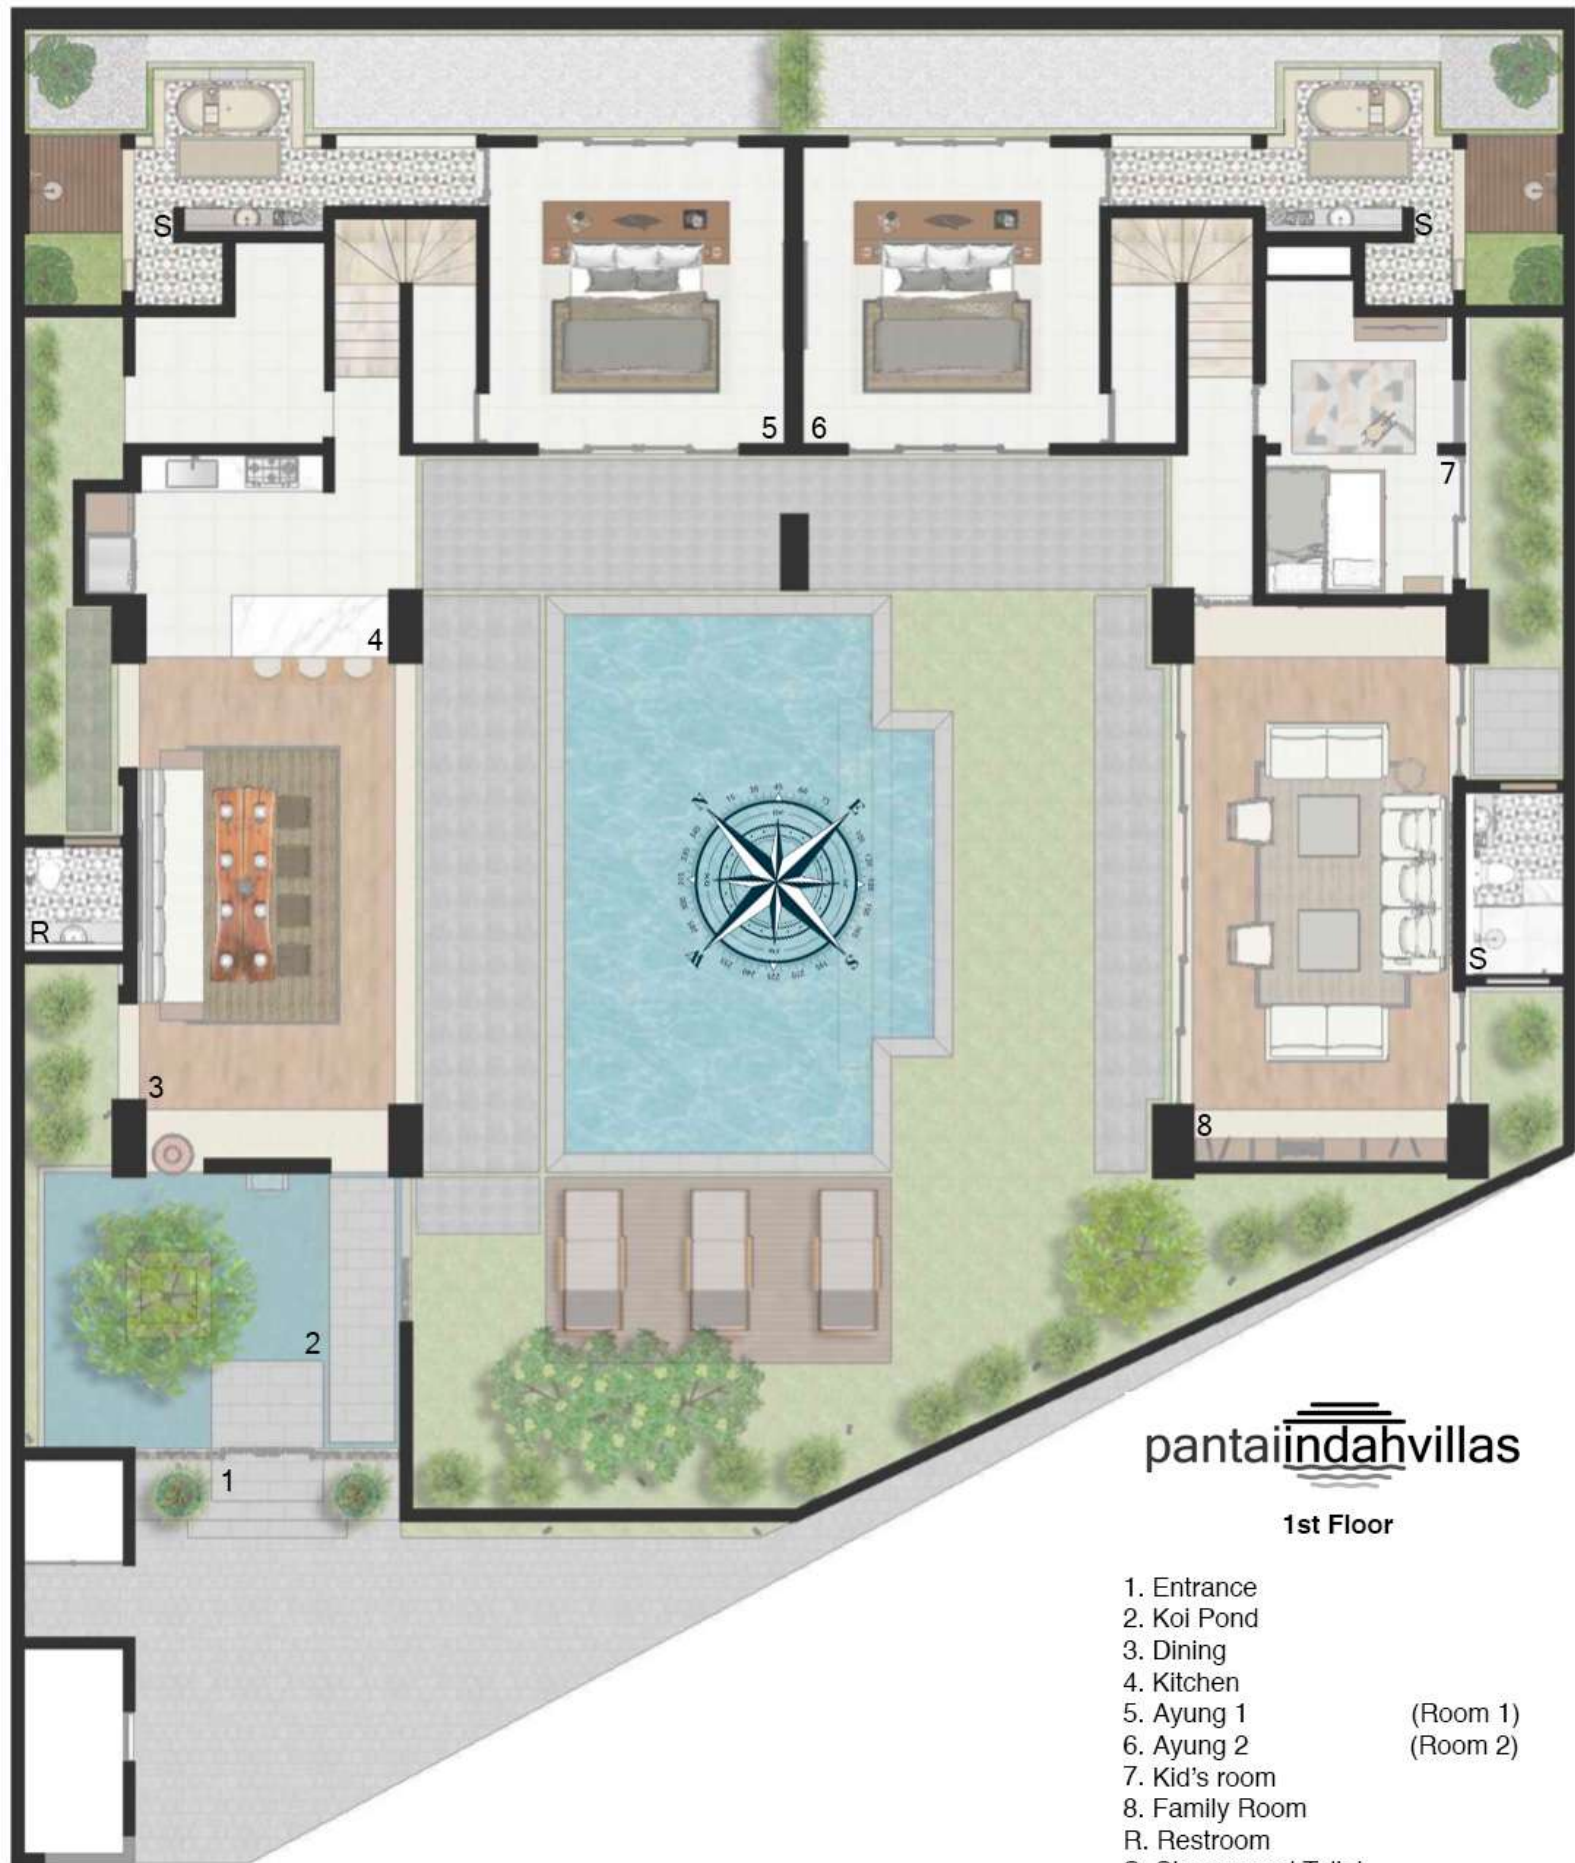 S
S
5
6
7
4
N
E
R
W
S
S
3
8
2
1
pantaiindahvillas
1st Floor
1. Entrance
2. Koi Pond
3. Dining
4. Kitchen
5. Ayung 1 (Room 1)
6. Ayung 2 (Room 2)
7. Kid's room
8. Family Room
R. Restroom